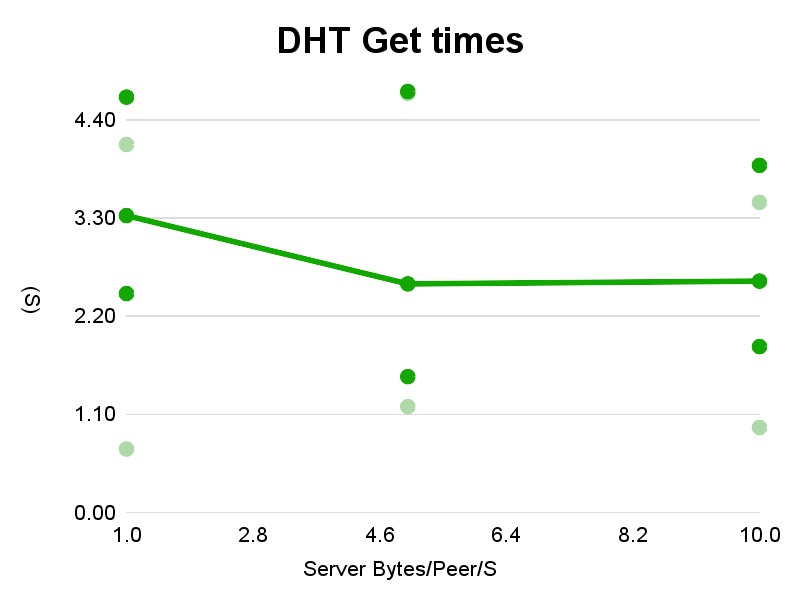 DHT Get times
4.40
3.30
2.20
1.10
0.00
(S)
1.0 2.8 4.6 6.4 8.2 10.0
Server Bytes/Peer/S